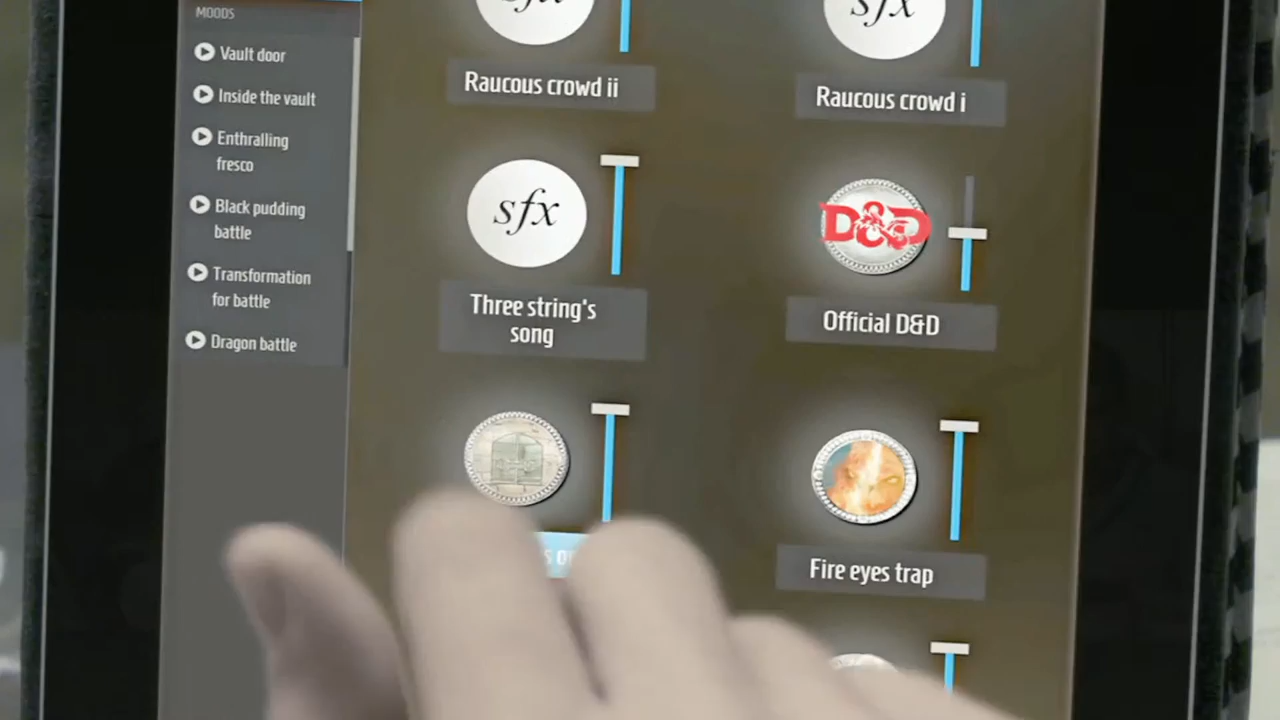 MOODS
Vault door
Inside the vault
Enthralling
fresco
Black pudding
battle
Transformation
for battle
Dragon battle
sfx
Raucous crowd ii
sfx
Raucous crowd i
sfx
Three string's
song
D&D
Official D&D
Fire eyes trap